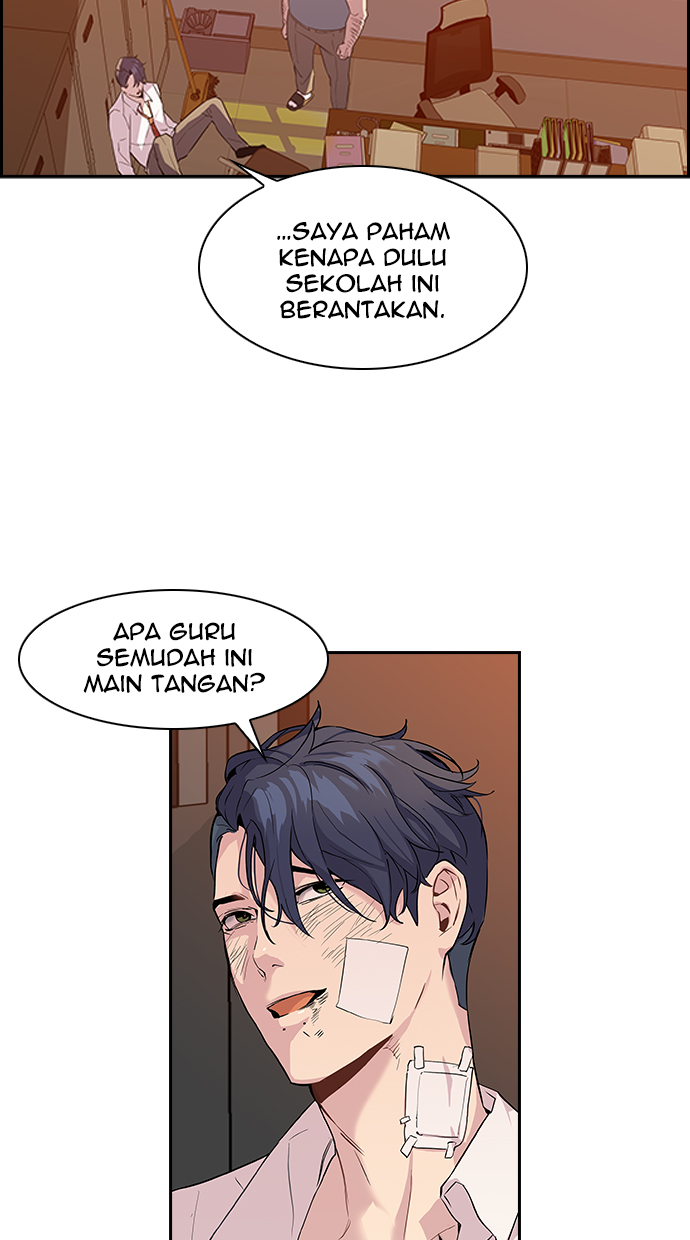 ...SAYA PAHAM
KENAPA DULU
SEKOLAH INI
BERANTAKAN.
APA GURU
SEMUDAH INI
MAIN TANGAN?